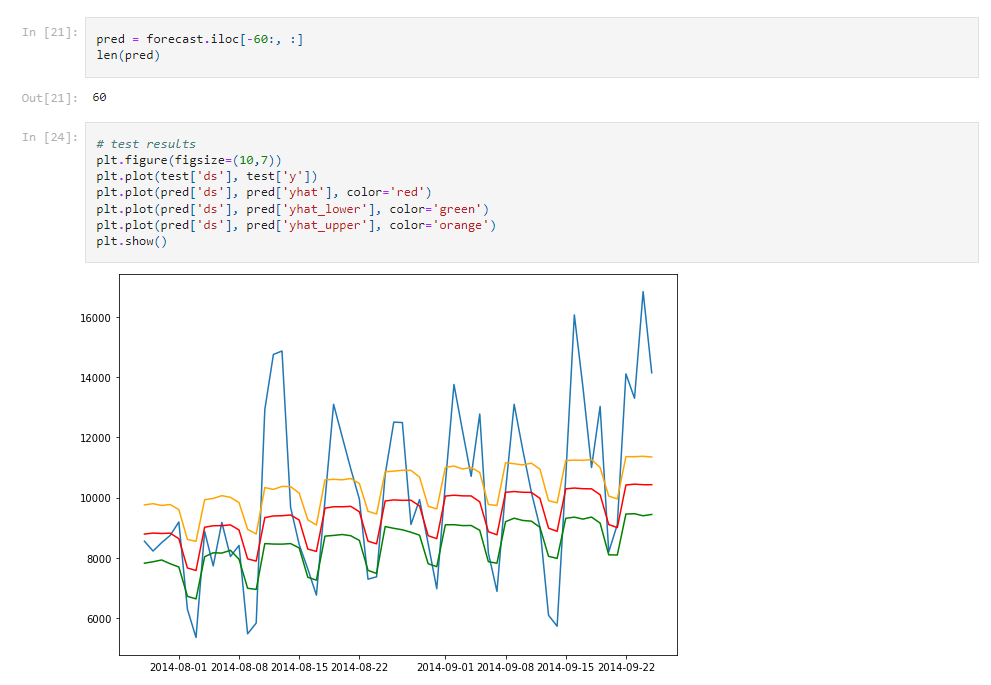 In [21]:
pred = forecast.iloc[-60:, :]
len(pred)
Out[21]:
60
In [24]:
# test results
plt.figure(figsize=(10,7))
plt.plot(test['ds'], test['y'])
plt.plot(pred['ds'], pred['yhat'], color='red')
plt.plot(pred['ds'], pred['yhat_lower'], color='green')
plt.plot(pred['ds'], pred['yhat_upper'], color='orange')
plt.show()
16000
14000
12000
10000
8000
6000
2014-08-01 2014-08-08 2014-08-15 2014-08-22 2014-09-01 2014-09-08 2014-09-15 2014-09-22